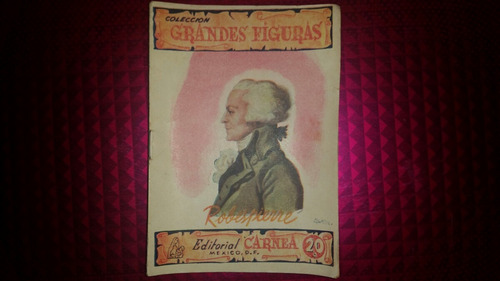 COLECCION
GRANDES FIGURAS
Robespierre
Editorial CARNEA 20
MEXICO, D.F.